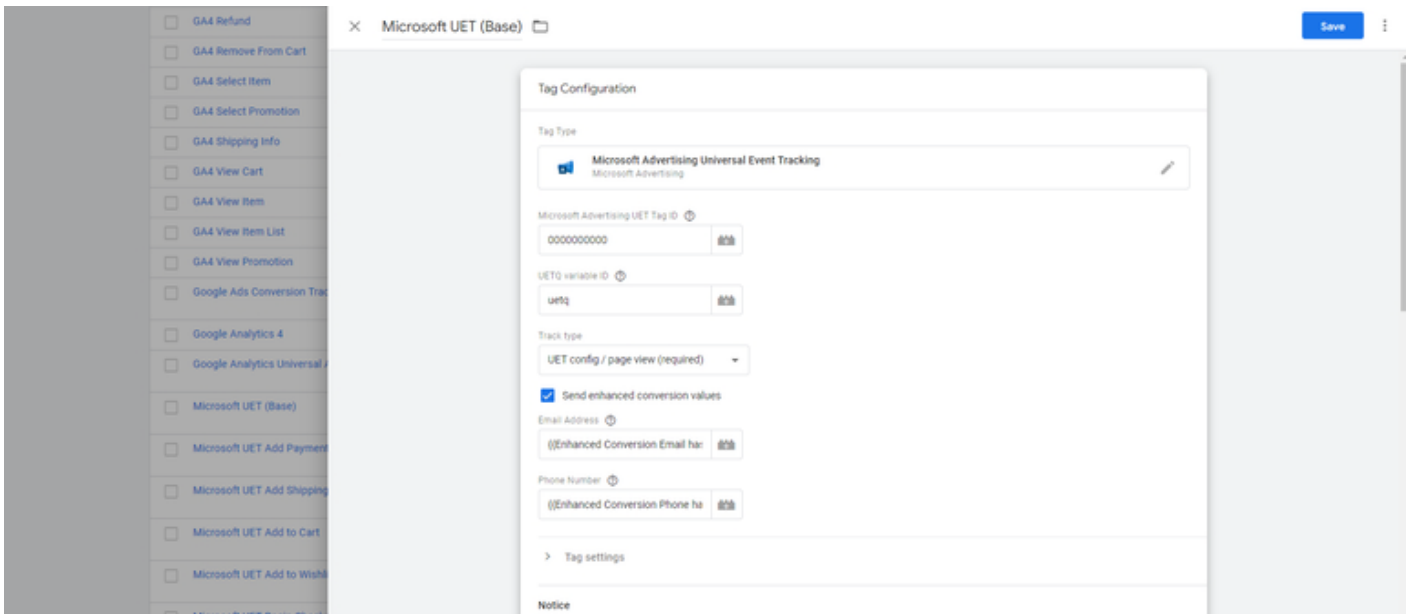 GA4 Refund
GA4 Remove From Cart
GA4 Select Item
GA4 Select Promotion
GA4 Shipping Info
GA4 View Cart
GA4 View Item
GA4 View Item List
GA4 View Promotion
Google Ads Conversion Trac
Google Analytics 4
Google Analytics Universal A
Microsoft UET (Base)
Microsoft UET Add Payment
Microsoft UET Add Shipping
Microsoft UET Add to Cart
Microsoft UET Add to Wishli
Microsoft UET (Base)
Save
Tag Configuration
Tag Type
Microsoft Advertising Universal Event Tracking
Microsoft Advertising
Microsoft Advertising UET Tag ID
0000000000
UETQ variable ID
uetq
Track type
UET config / page view (required)
Send enhanced conversion values
Email Address
{{Enhanced Conversion Email has
Phone Number
{{Enhanced Conversion Phone ha
Tag settings
Notice